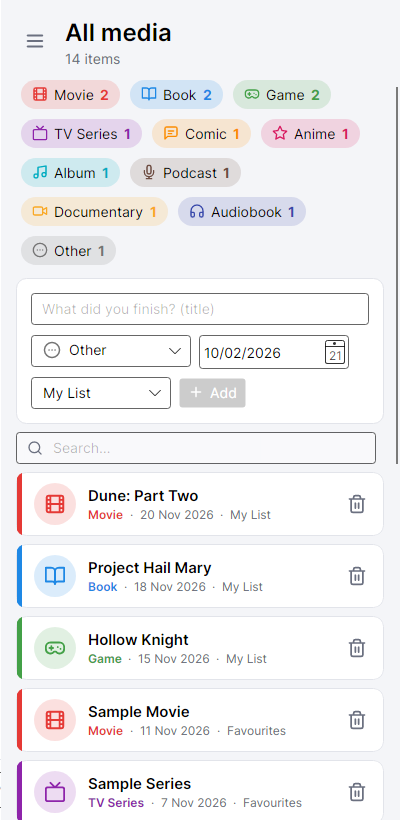 All media
14 items
Movie 2 Book 2 Game 2
TV Series 1 Comic 1 Anime 1
Album 1 Podcast 1
Documentary 1 Audiobook 1
Other 1
What did you finish? (title)
Other 10/02/2026 21
My List + Add
Search...
Dune: Part Two
Movie · 20 Nov 2026 · My List
Project Hail Mary
Book · 18 Nov 2026 · My List
Hollow Knight
Game · 15 Nov 2026 · My List
Sample Movie
Movie · 11 Nov 2026 · Favourites
Sample Series
TV Series · 7 Nov 2026 · Favourites